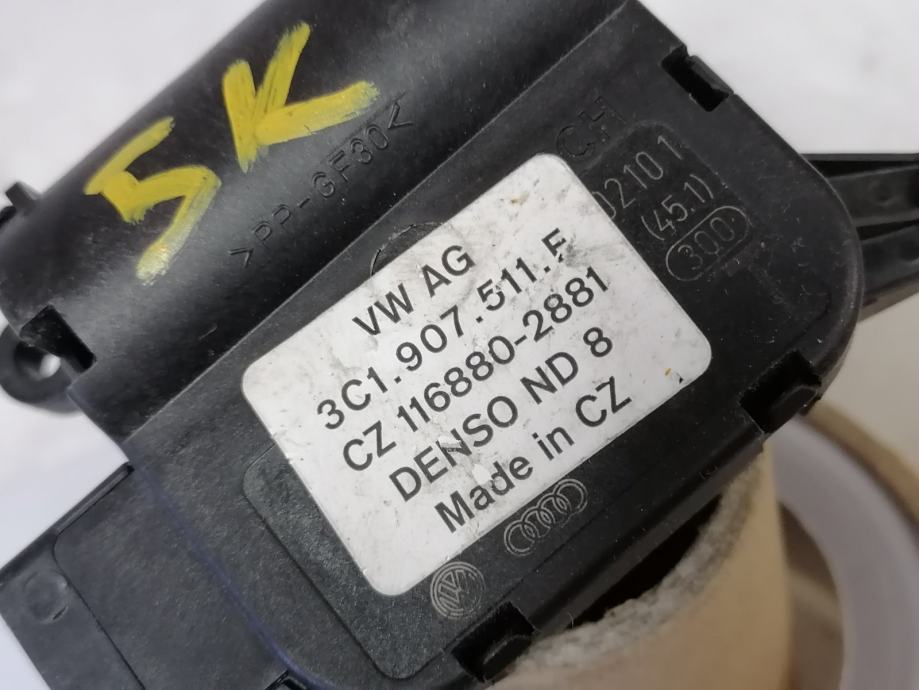 5K
>PP-GF30<
CH
02101
(45.1)
300
VW AG
3C1.907.511.E
CZ 116880-2881
DENSO ND 8
Made in CZ